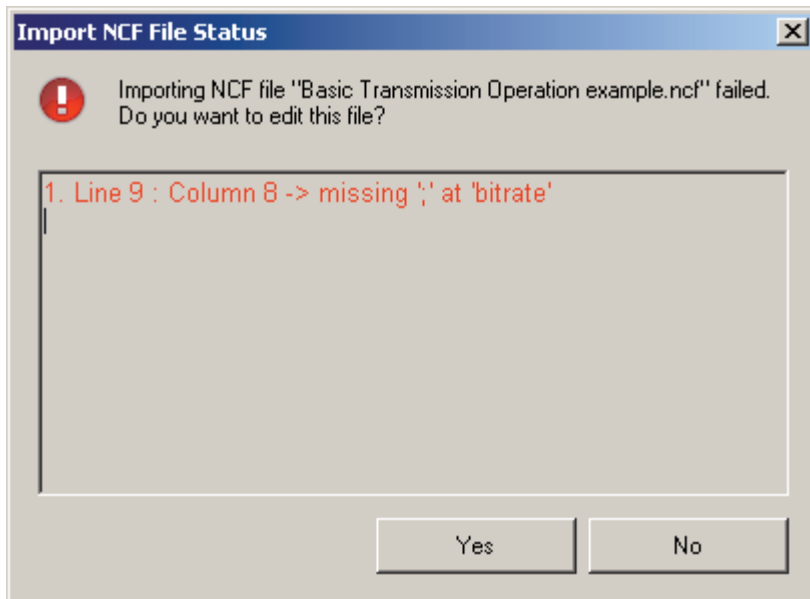 Import NCF File Status
Importing NCF file "Basic Transmission Operation example.ncf" failed.
Do you want to edit this file?
1. Line 9 : Column 8 -> missing ';' at 'bitrate'
Yes
No